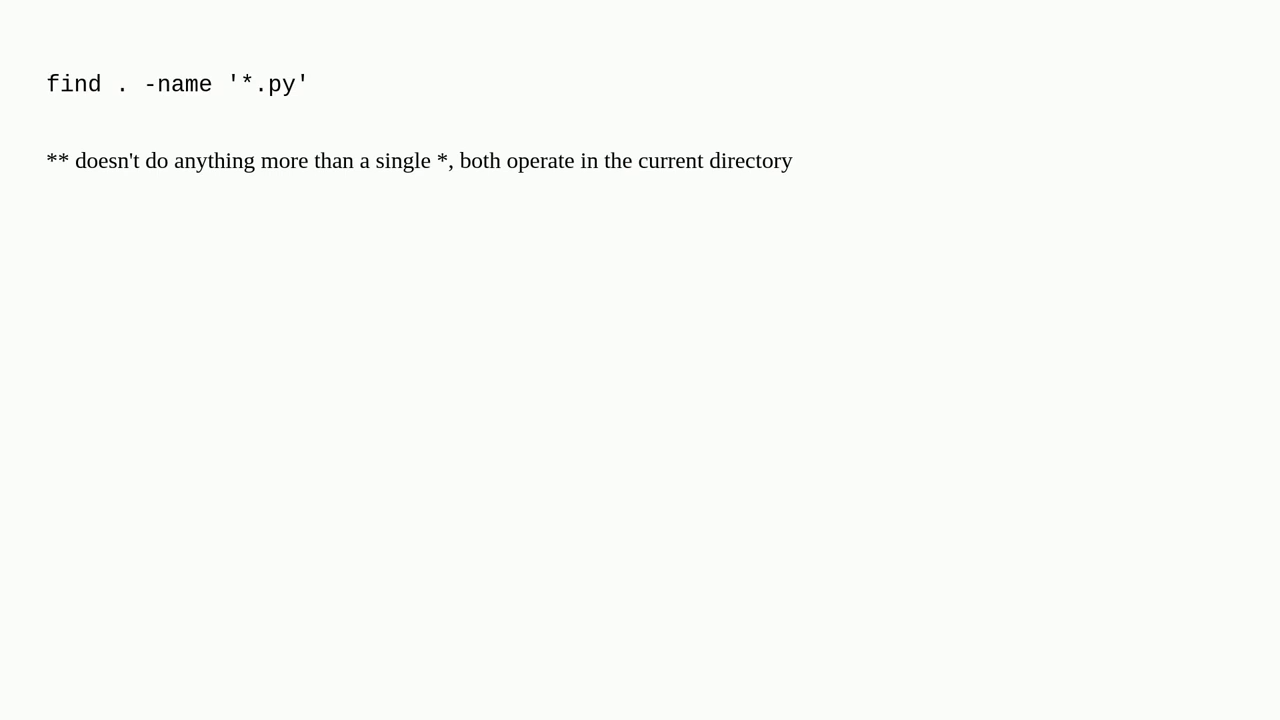 find . -name '*.py'
** doesn't do anything more than a single *, both operate in the current directory